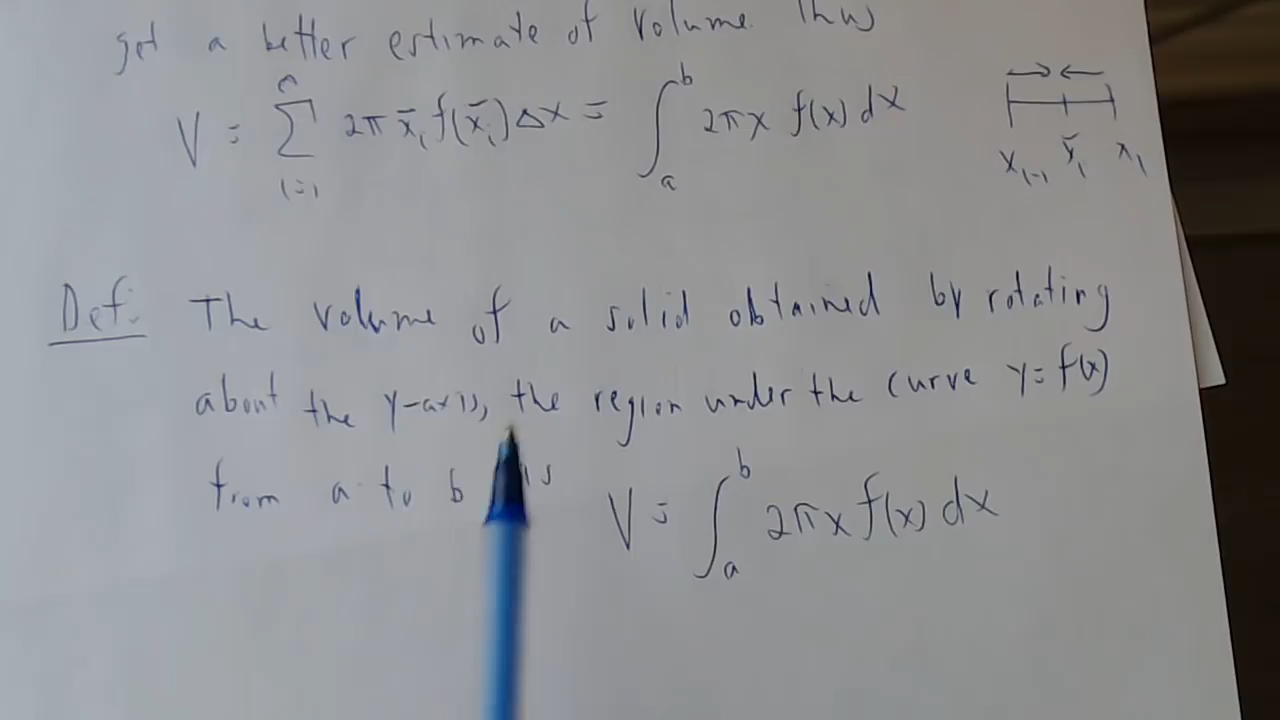 get a better estimate of volume. Thus
V = ∑_{i=1}^{n} 2π x̄_i f(x̄_i) Δx = ∫_a^b 2πx f(x) dx
x_{i-1} x̄_i x_i
Def: The volume of a solid obtained by rotating
about the y-axis, the region under the curve y = f(x)
from a to b is V = ∫_a^b 2πx f(x) dx